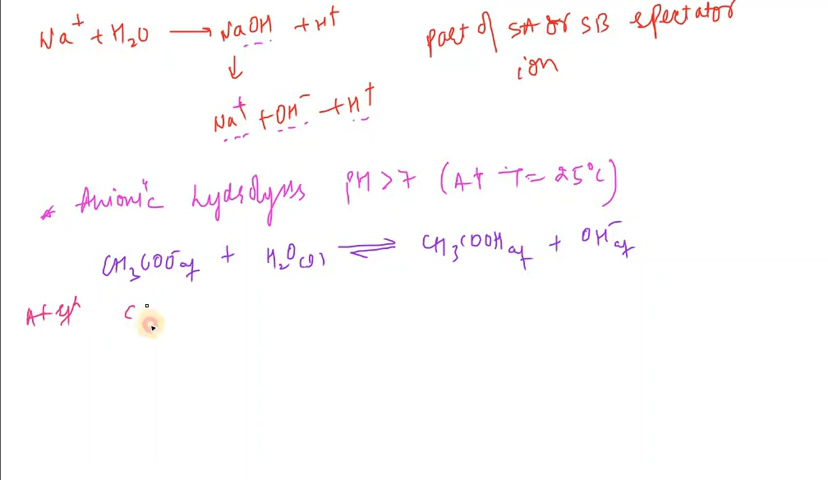 Na⁺ + H₂O ⟶ NaOH + H⁺
part of SA or SB spectator
ion
↓
Na⁺ + OH⁻ + H⁺
* Anionic hydrolysis pH > 7 (At T = 25°C)
CH₃COO⁻aq + H₂O(l) ⇌ CH₃COOHaq + OH⁻aq
At eqn C